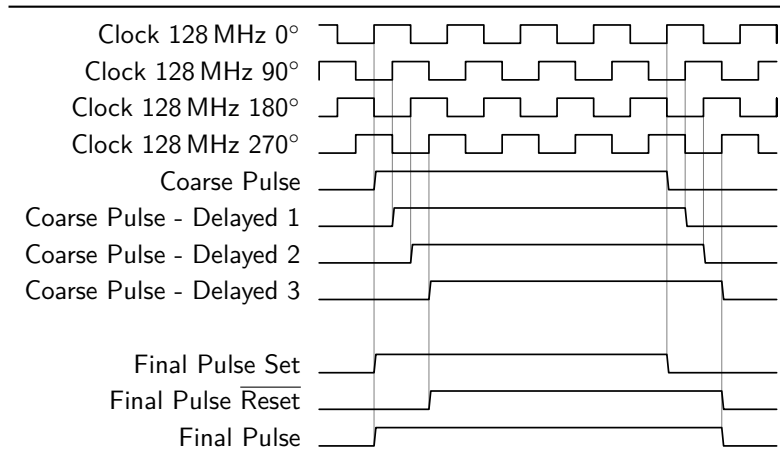 Clock 128 MHz 0°
Clock 128 MHz 90°
Clock 128 MHz 180°
Clock 128 MHz 270°
Coarse Pulse
Coarse Pulse - Delayed 1
Coarse Pulse - Delayed 2
Coarse Pulse - Delayed 3
Final Pulse Set
Final Pulse Reset
Final Pulse